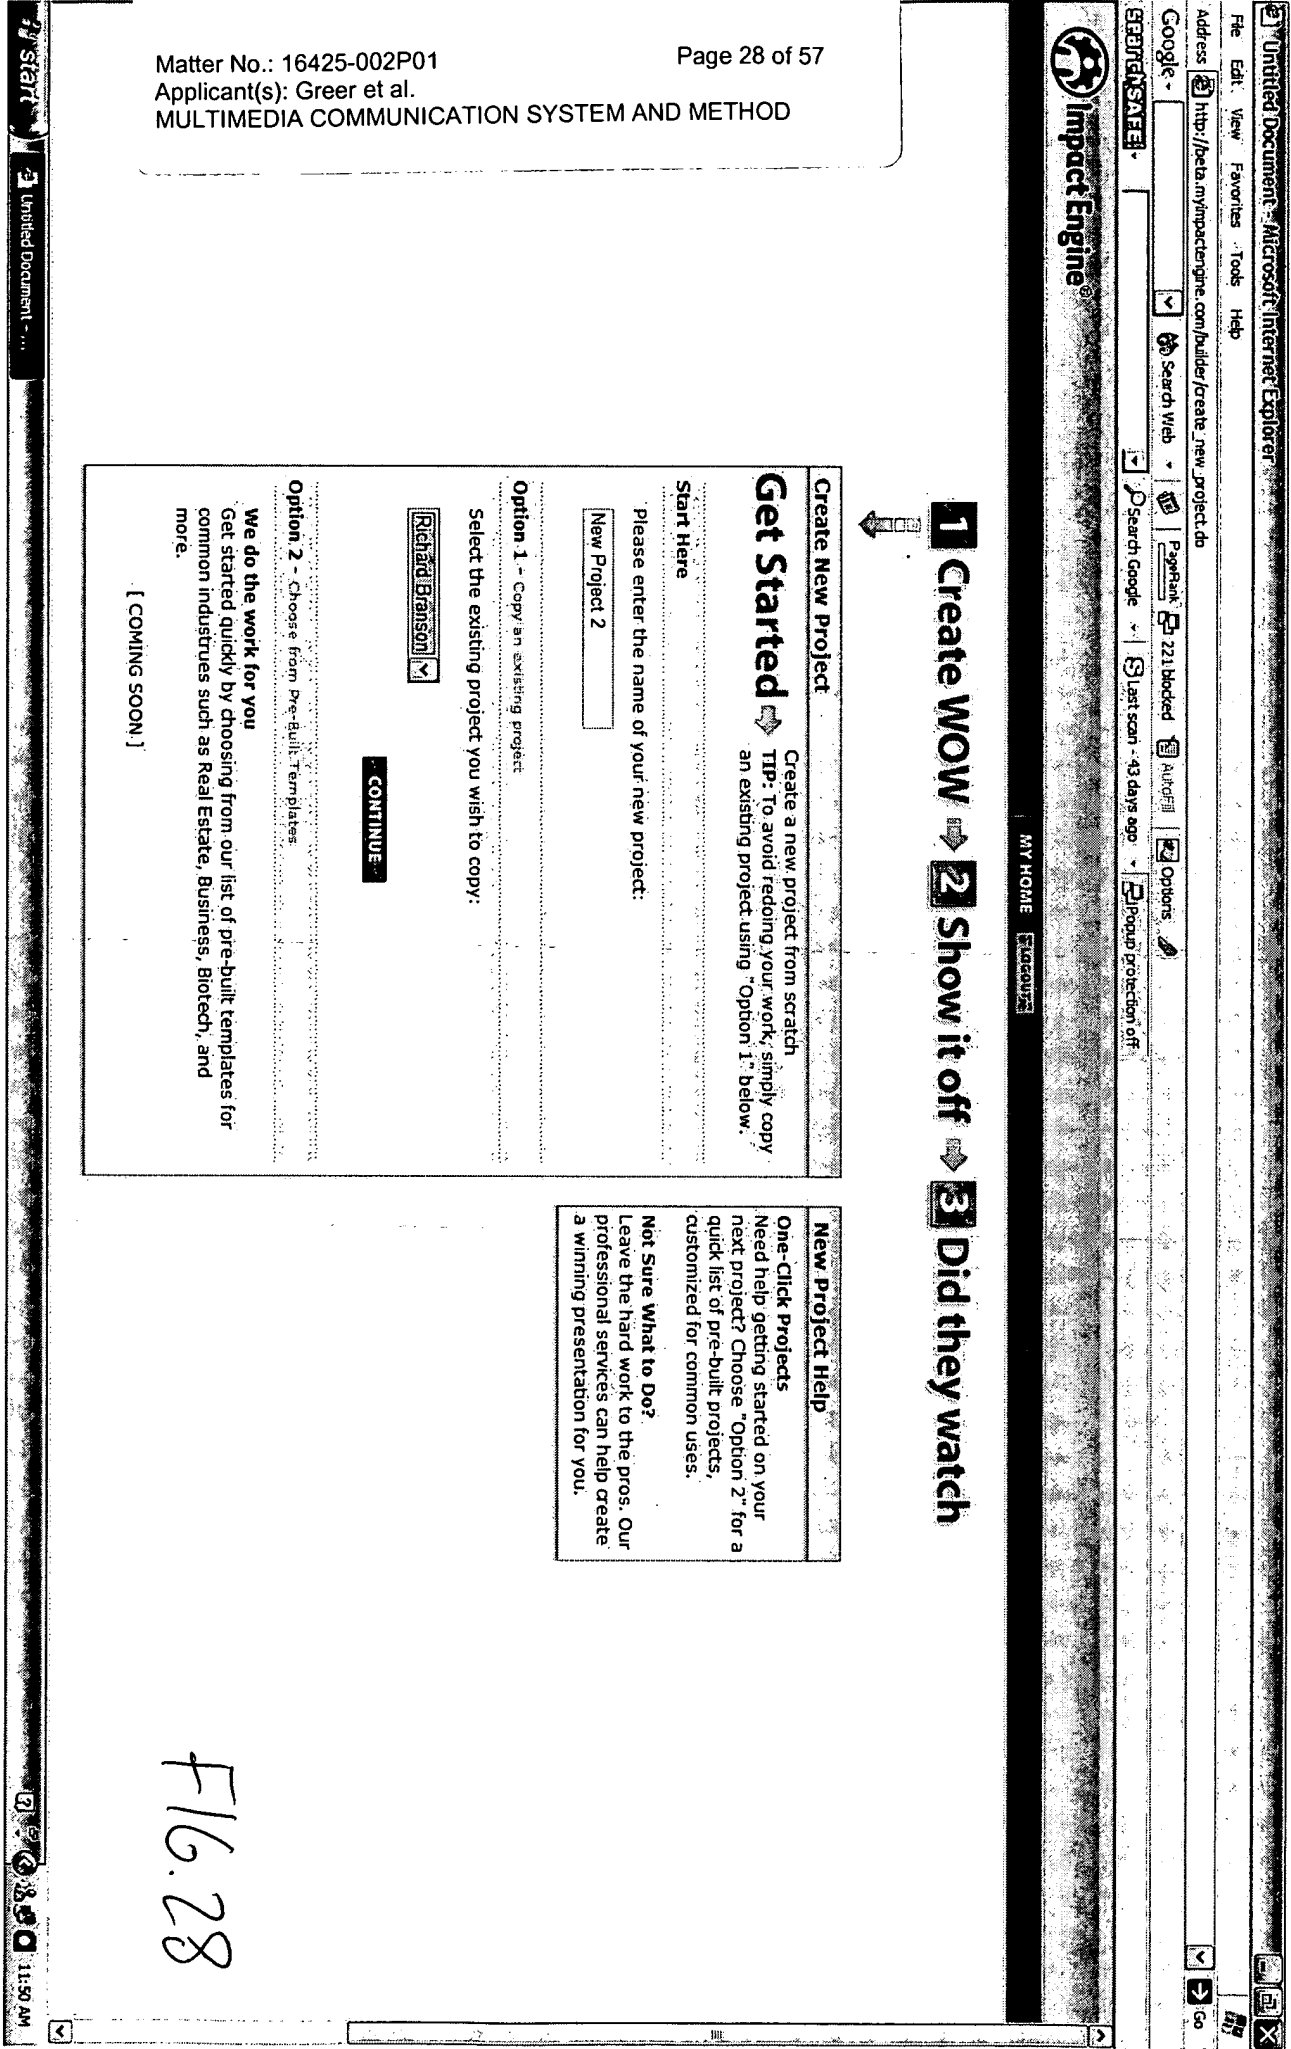 Matter No.: 16425-002P01
Page 28 of 57
Applicant(s): Greer et al.
MULTIMEDIA COMMUNICATION SYSTEM AND METHOD
Untitled Document - Microsoft Internet Explorer
File Edit View Favorites Tools Help
Address http://beta.myimpactengine.com/builder/create_new_project.do Go
Google Search Web PageRank 221 blocked AutoFill Options
SEARCHSAFE Search Google Last scan - 43 days ago Popup protection off
Impact Engine®
MY HOME LOGOUT
1 Create WOW 2 Show it off 3 Did they watch
Create New Project
Get Started
Create a new project from scratch
TIP: To avoid redoing your work, simply copy
an existing project using "Option 1" below.
Start Here
Please enter the name of your new project:
New Project 2
Option 1 - Copy an existing project
Select the existing project you wish to copy:
Richard Branson
CONTINUE
Option 2 - Choose from Pre-Built Templates
We do the work for you
Get started quickly by choosing from our list of pre-built templates for
common industrues such as Real Estate, Business, Biotech, and
more.
[ COMING SOON ]
New Project Help
One-Click Projects
Need help getting started on your
next project? Choose "Option 2" for a
quick list of pre-built projects,
customized for common uses.
Not Sure What to Do?
Leave the hard work to the pros. Our
professional services can help create
a winning presentation for you.
FIG. 28
start Untitled Document - ... 11:50 AM